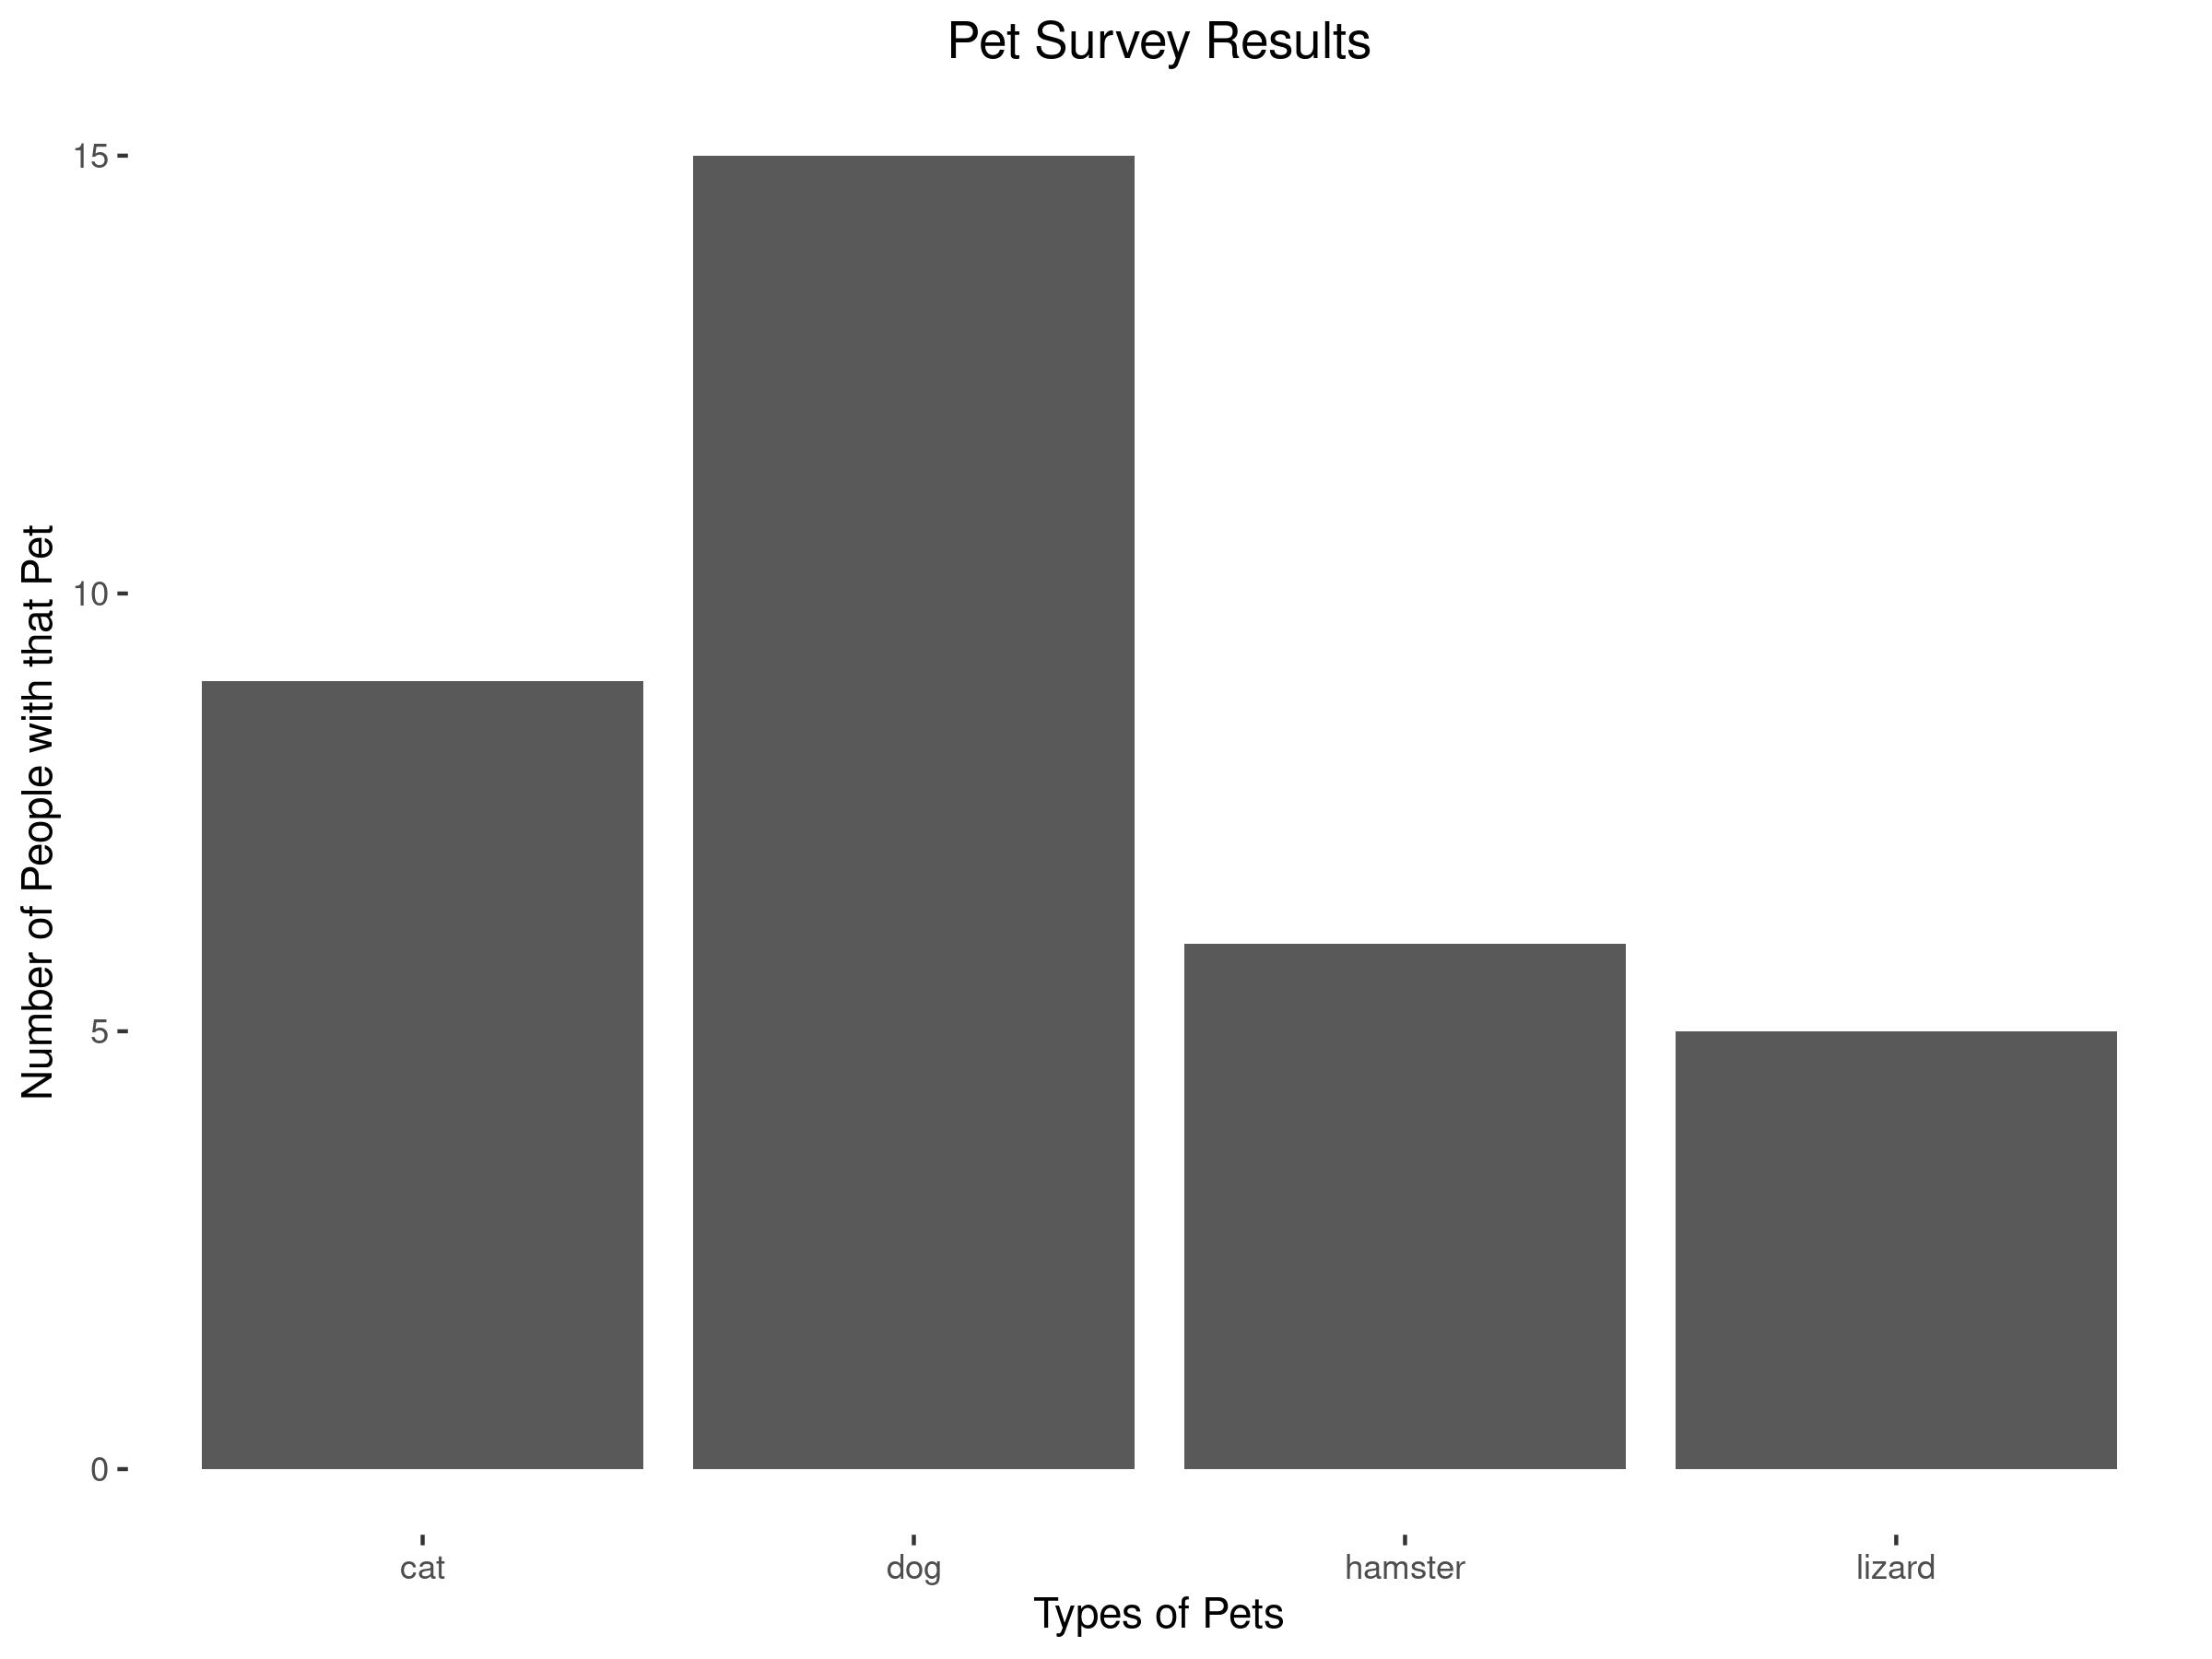 Pet Survey Results
Number of People with that Pet
15
10
5
0
cat
dog
hamster
lizard
Types of Pets